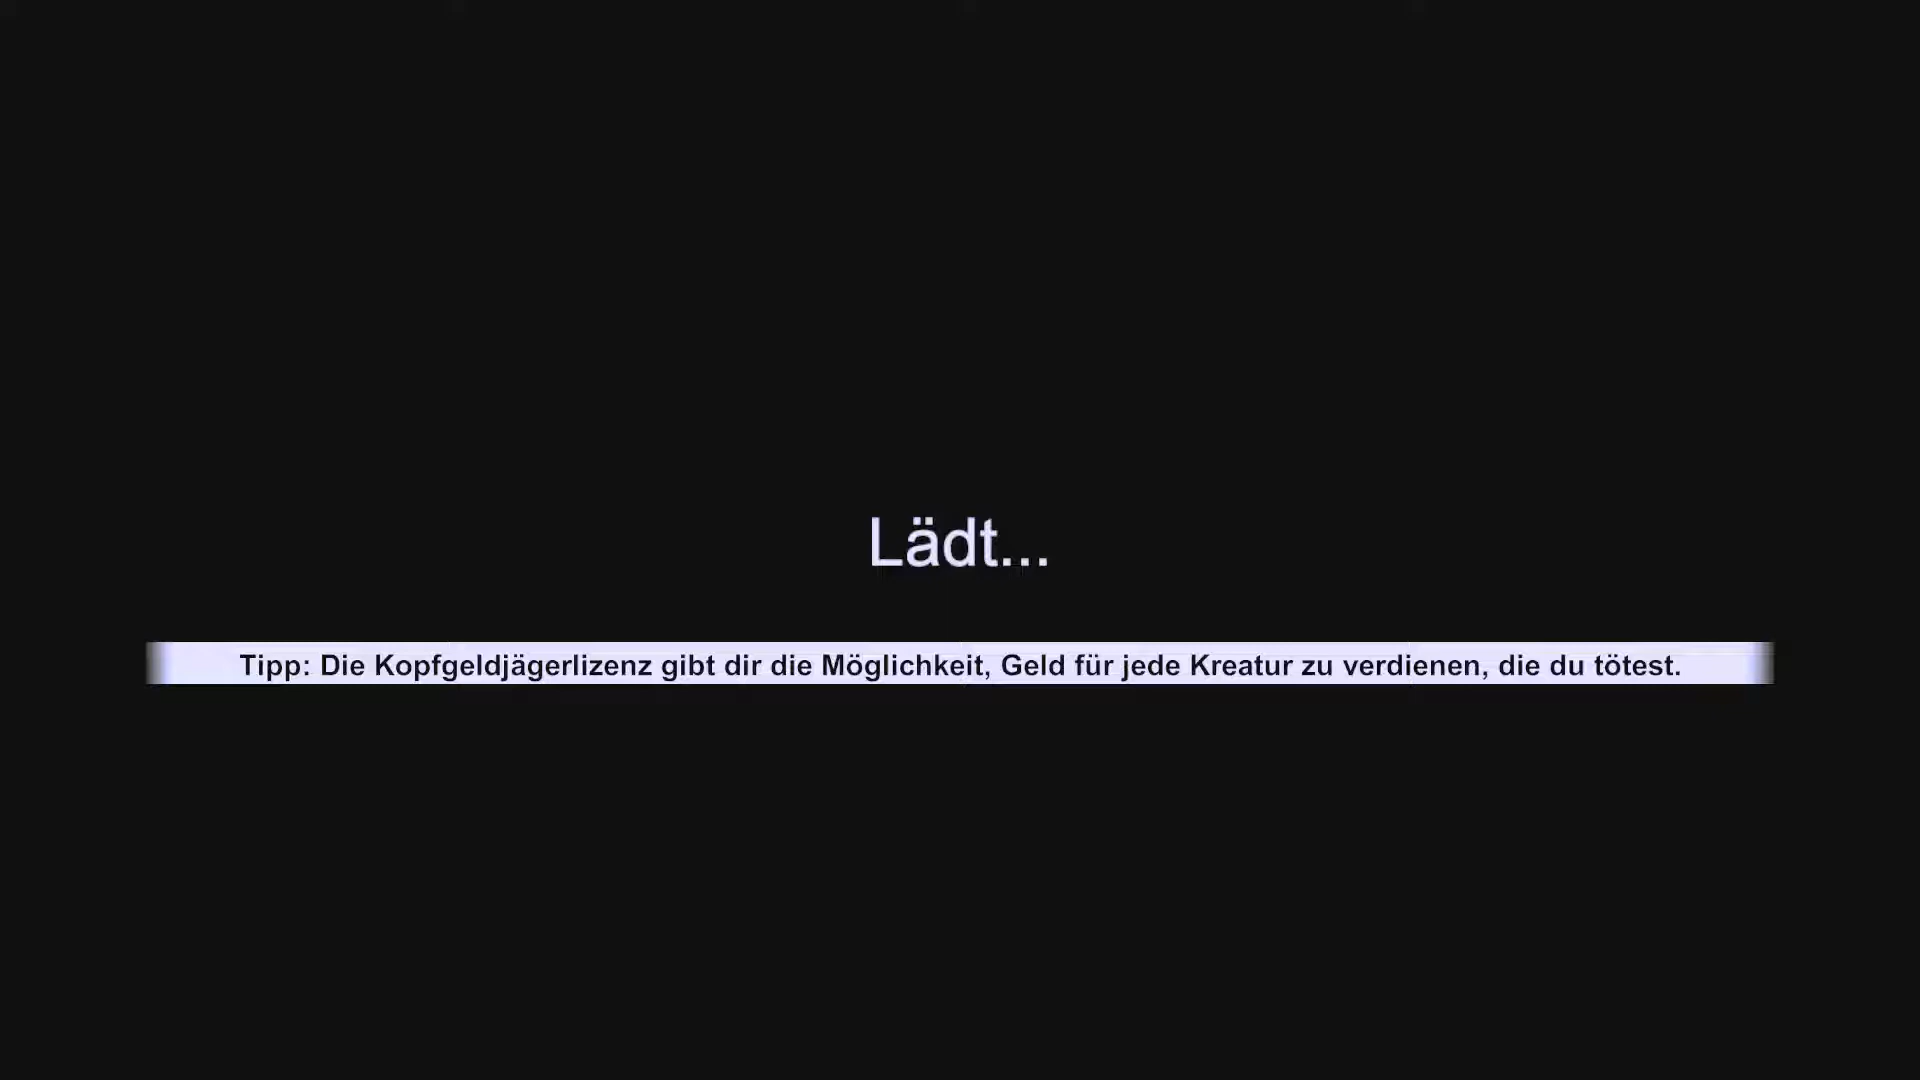 Lädt...
Tipp: Die Kopfgeldjägerlizenz gibt dir die Möglichkeit, Geld für jede Kreatur zu verdienen, die du tötest.